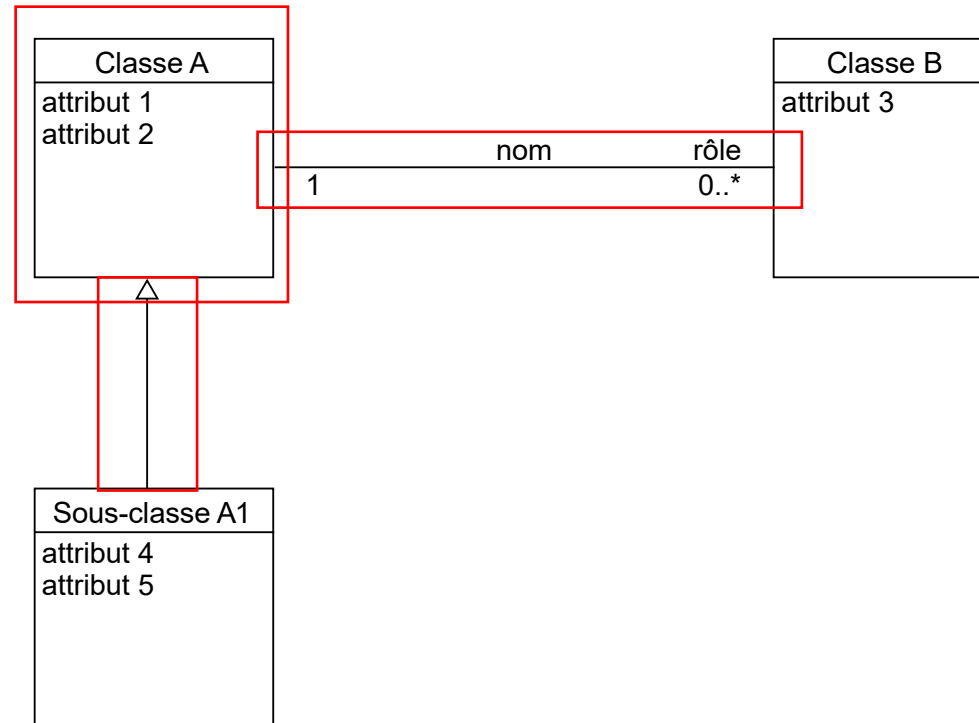 Classe A
attribut 1
attribut 2
Classe B
attribut 3
nom rôle
1 0..*
Sous-classe A1
attribut 4
attribut 5